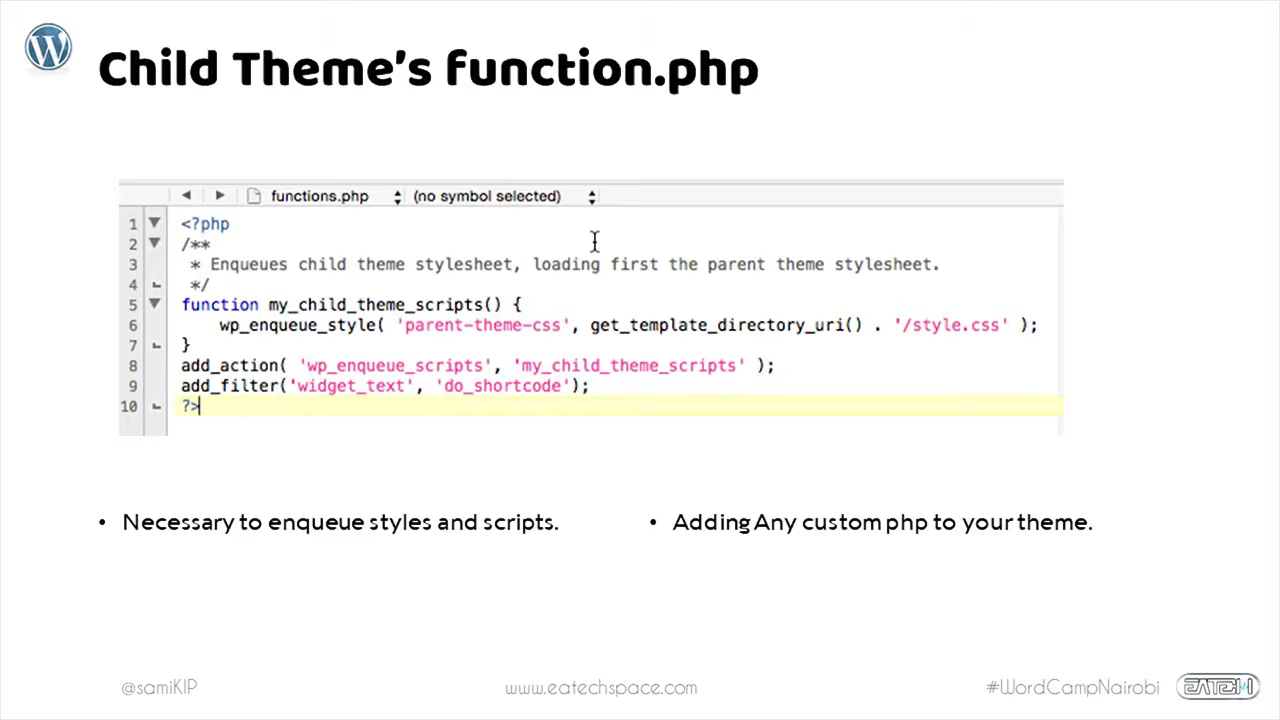 Child Theme's function.php
functions.php (no symbol selected)
1 <?php
2 /**
3 * Enqueues child theme stylesheet, loading first the parent theme stylesheet.
4 */
5 function my_child_theme_scripts() {
6 wp_enqueue_style( 'parent-theme-css', get_template_directory_uri() . '/style.css' );
7 }
8 add_action( 'wp_enqueue_scripts', 'my_child_theme_scripts' );
9 add_filter('widget_text', 'do_shortcode');
10 ?>
• Necessary to enqueue styles and scripts.
• Adding Any custom php to your theme.
@samiKIP www.eatechspace.com #WordCampNairobi EATECH